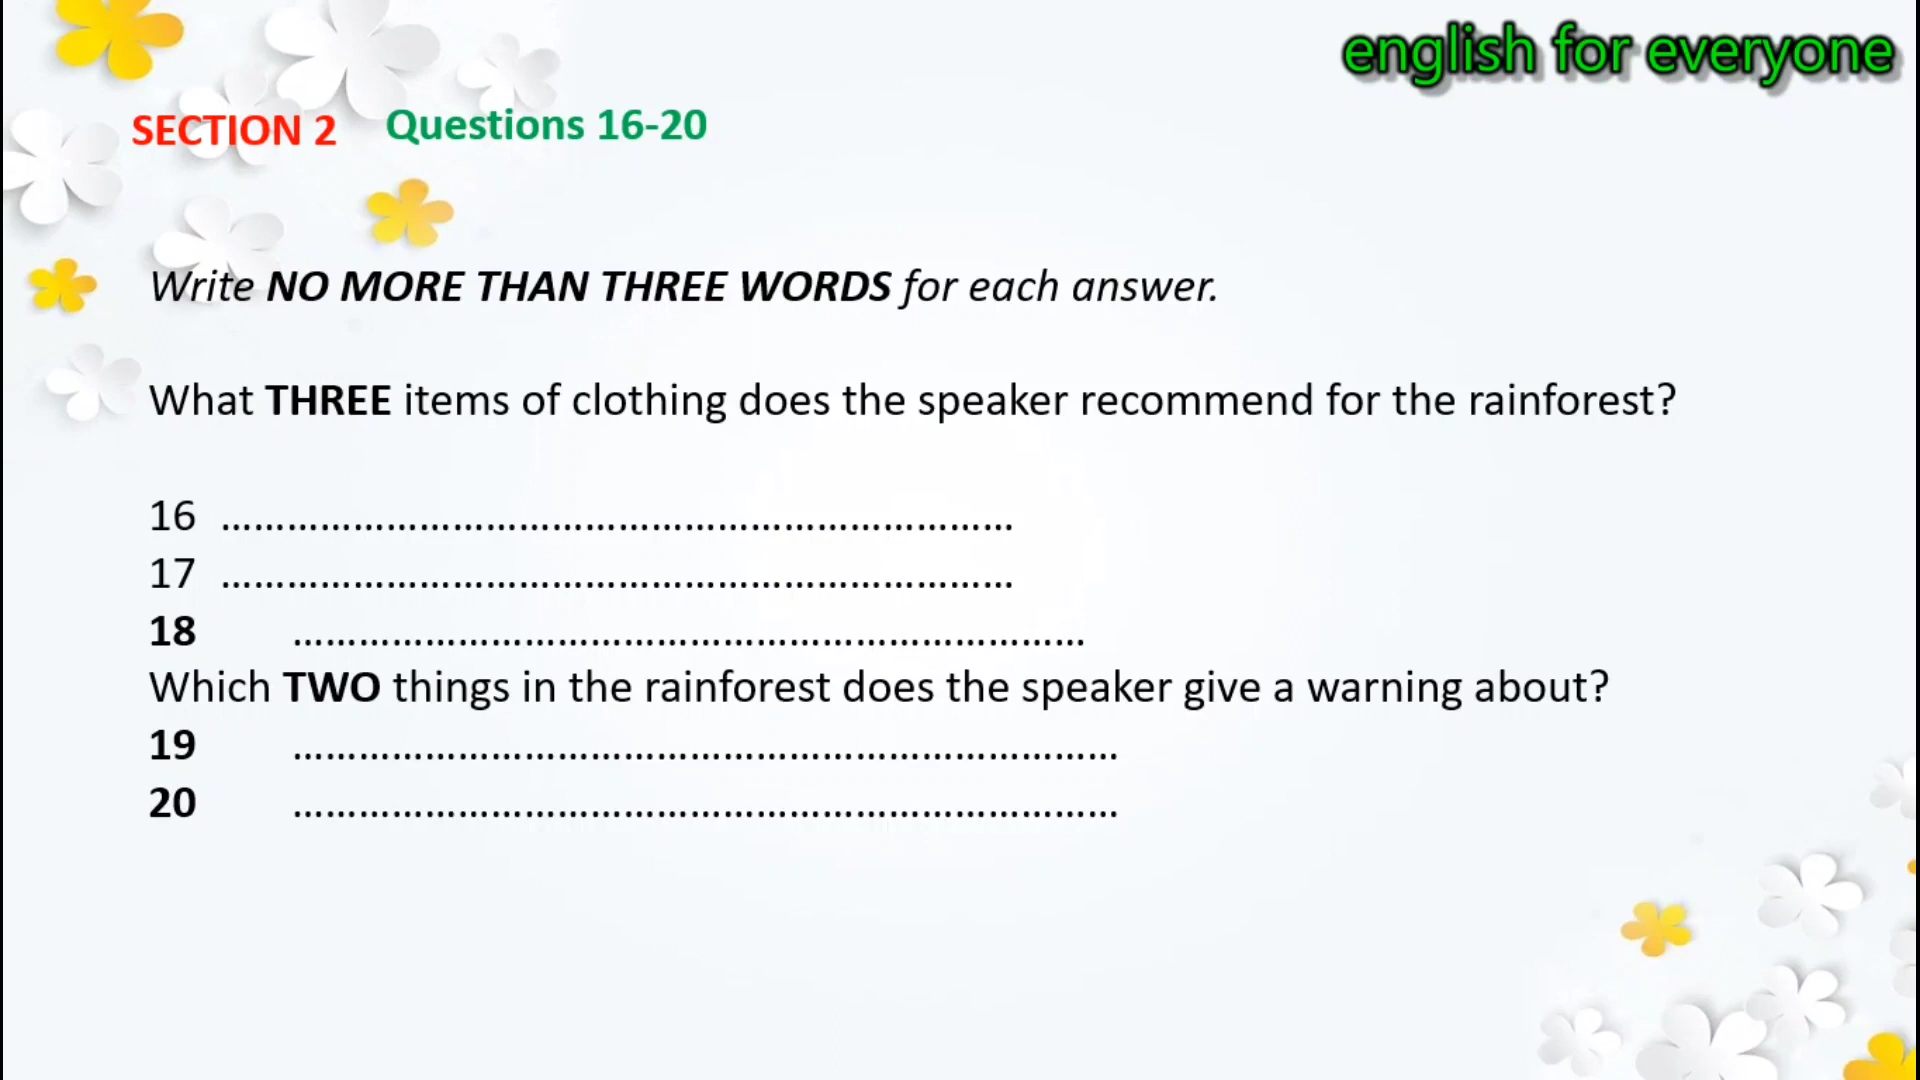 english for everyone
SECTION 2 Questions 16-20
Write NO MORE THAN THREE WORDS for each answer.
What THREE items of clothing does the speaker recommend for the rainforest?
16 ………………………………………………………………
17 ………………………………………………………………
18 ………………………………………………………………
Which TWO things in the rainforest does the speaker give a warning about?
19 …………………………………………………………………
20 …………………………………………………………………